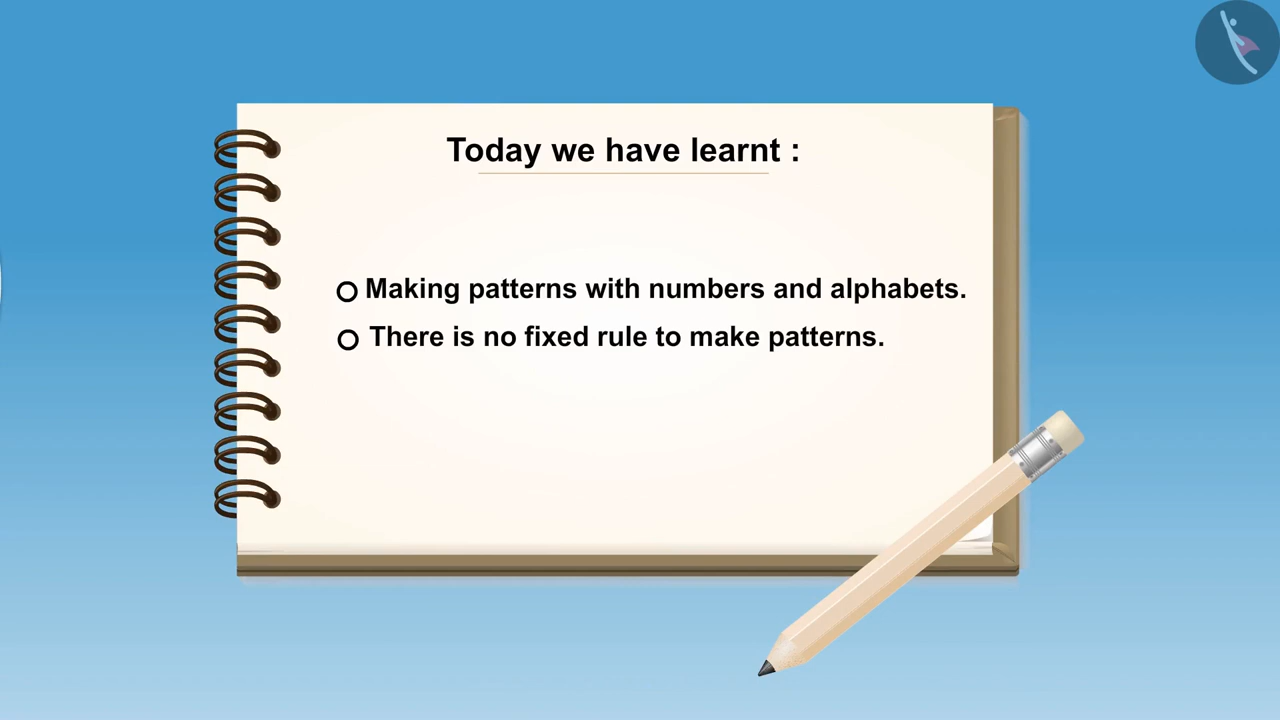 Today we have learnt :
Making patterns with numbers and alphabets.
There is no fixed rule to make patterns.